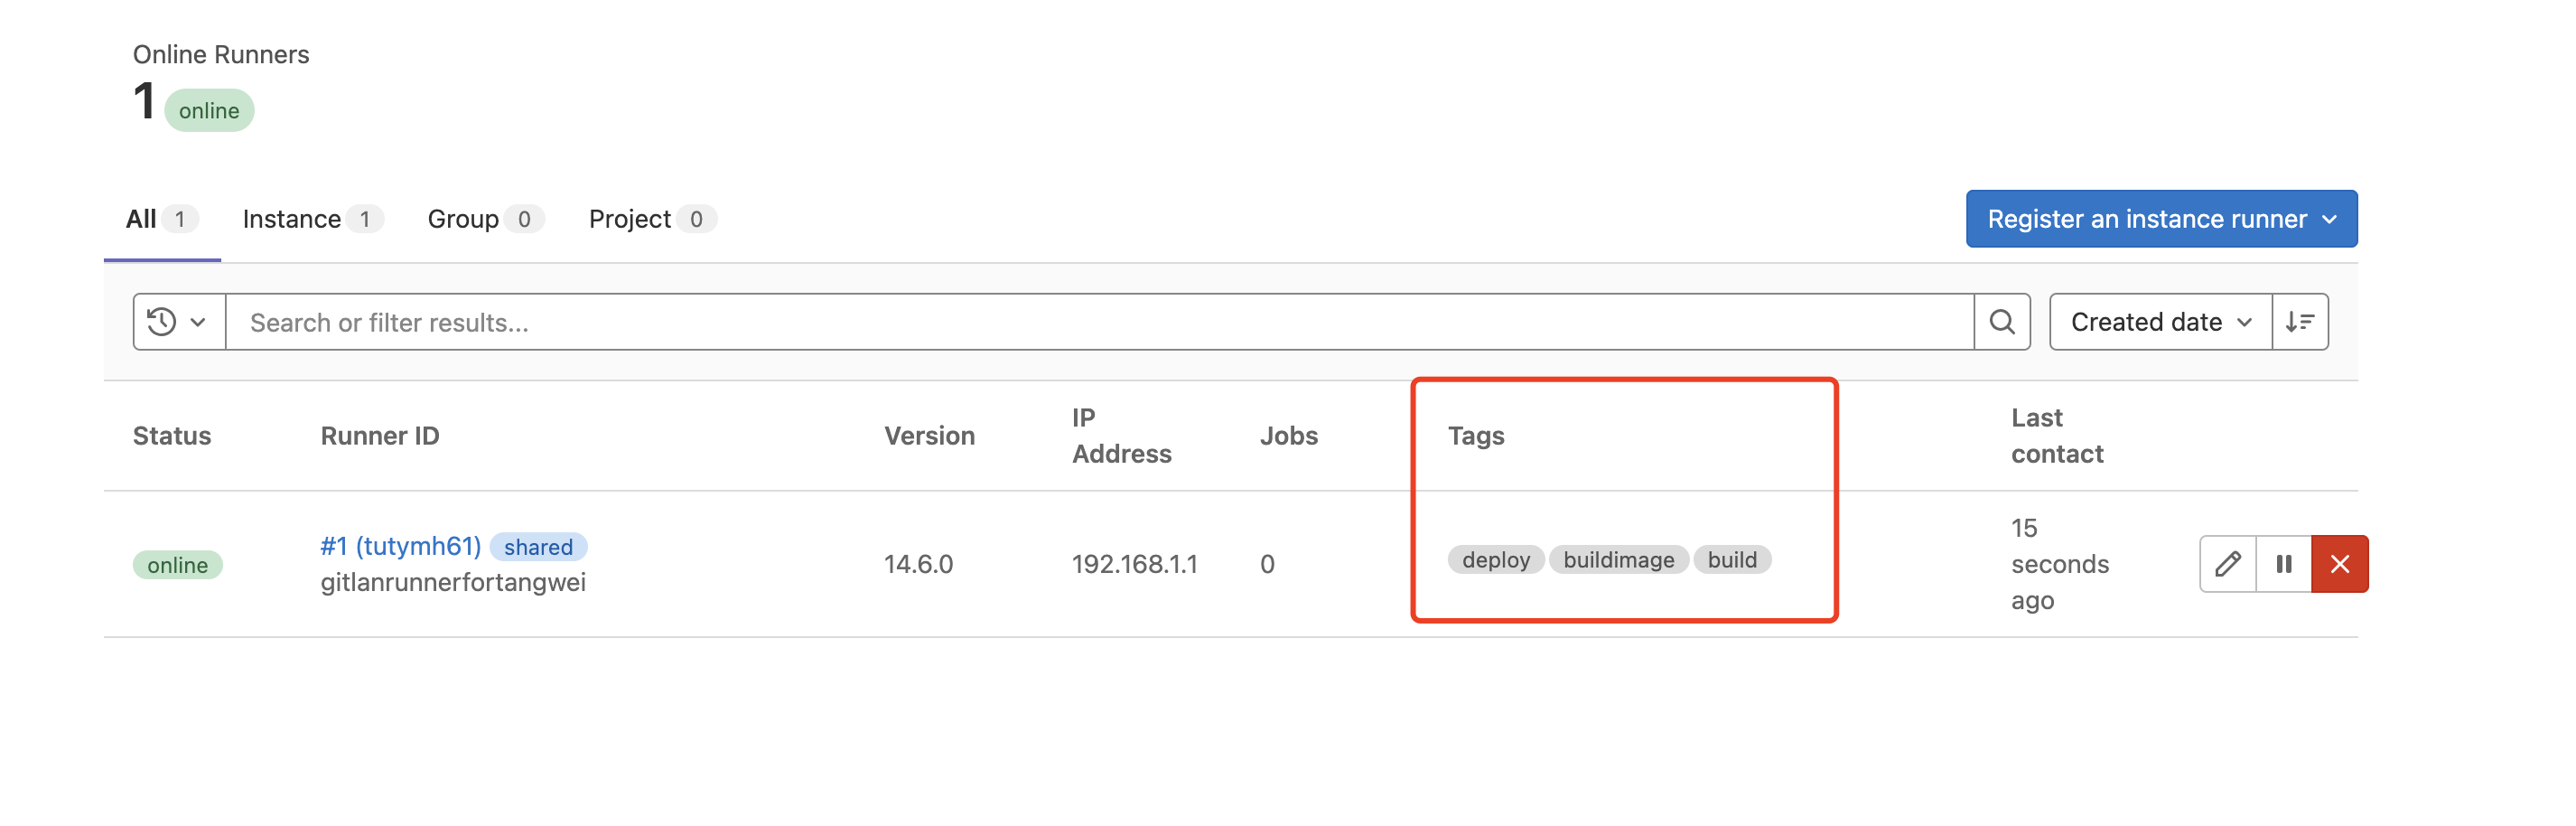 Online Runners
1 online
All 1 Instance 1 Group 0 Project 0 Register an instance runner
Search or filter results... Created date
Status Runner ID Version IP Address Jobs Tags Last contact
online #1 (tutymh61) shared 14.6.0 192.168.1.1 0 deploy buildimage build 15 seconds ago
gitlanrunnerfortangwei